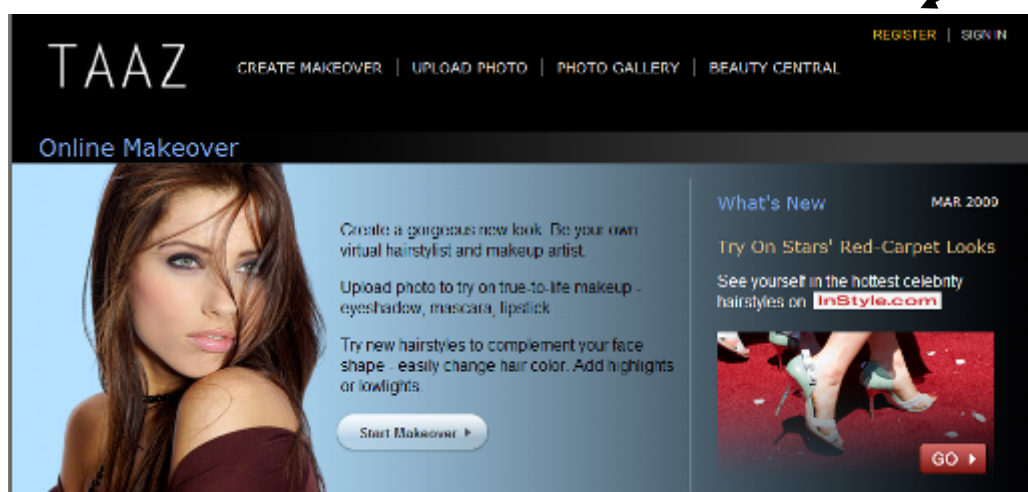 REGISTER | SIGN IN
TAAZ
CREATE MAKEOVER | UPLOAD PHOTO | PHOTO GALLERY | BEAUTY CENTRAL
Online Makeover
Create a gorgeous new look. Be your own
virtual hairstylist and makeup artist.
Upload photo to try on true-to-life makeup -
eyeshadow, mascara, lipstick...
Try new hairstyles to complement your face
shape - easily change hair color. Add highlights
or lowlights.
Start Makeover
What's New
MAR 2009
Try On Stars' Red-Carpet Looks
See yourself in the hottest celebrity
hairstyles on InStyle.com
GO